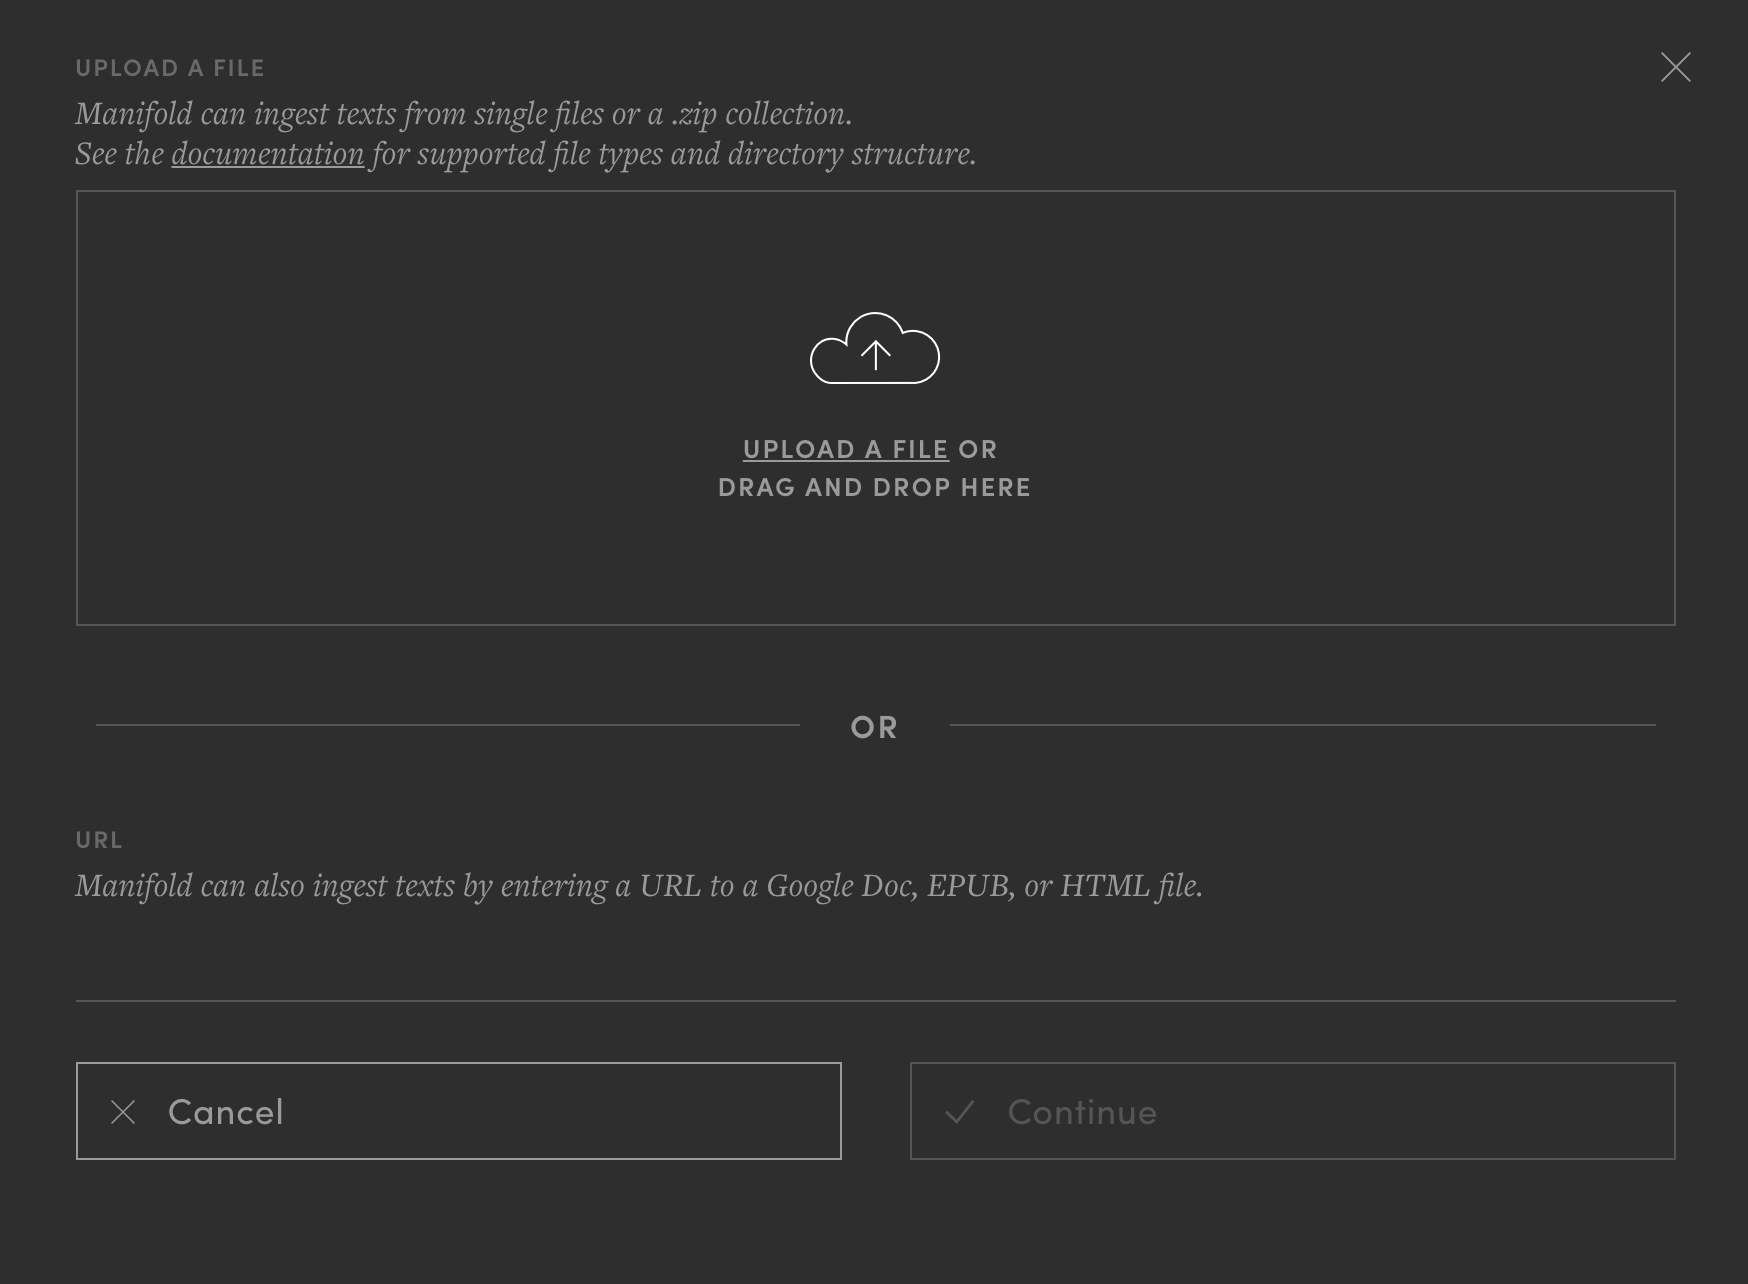 UPLOAD A FILE
Manifold can ingest texts from single files or a .zip collection.
See the documentation for supported file types and directory structure.
UPLOAD A FILE OR
DRAG AND DROP HERE
OR
URL
Manifold can also ingest texts by entering a URL to a Google Doc, EPUB, or HTML file.
Cancel
Continue